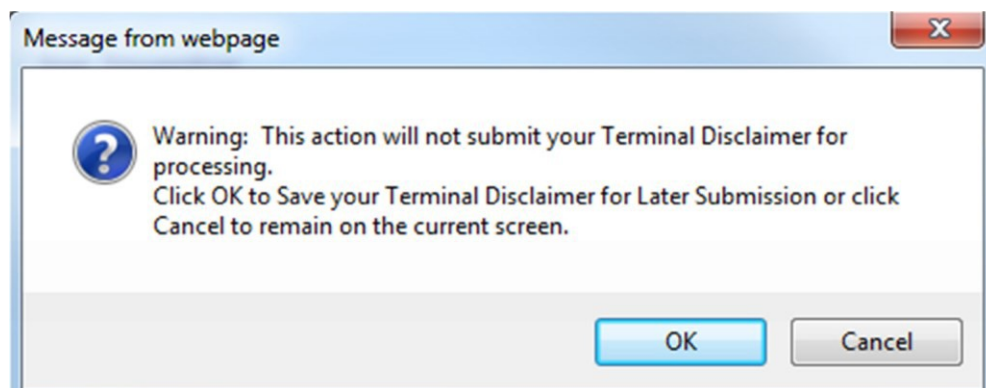 Message from webpage
Warning:  This action will not submit your Terminal Disclaimer for
processing.
Click OK to Save your Terminal Disclaimer for Later Submission or click
Cancel to remain on the current screen.
OK
Cancel